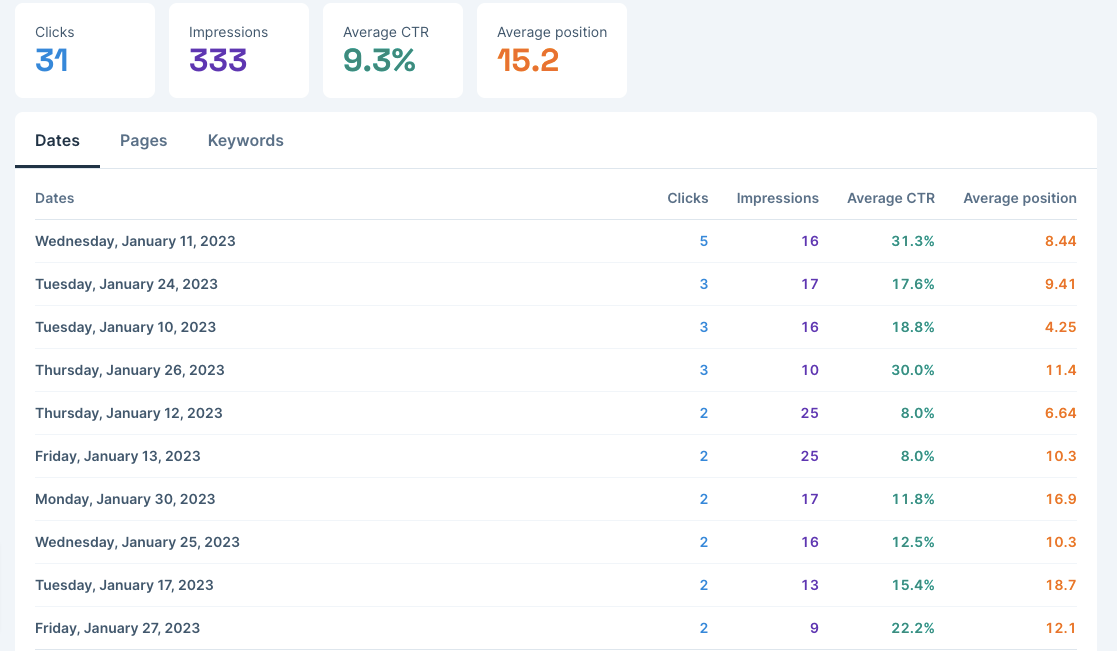 Clicks Impressions Average CTR Average position
31 333 9.3% 15.2
Dates Pages Keywords
Dates Clicks Impressions Average CTR Average position
Wednesday, January 11, 2023 5 16 31.3% 8.44
Tuesday, January 24, 2023 3 17 17.6% 9.41
Tuesday, January 10, 2023 3 16 18.8% 4.25
Thursday, January 26, 2023 3 10 30.0% 11.4
Thursday, January 12, 2023 2 25 8.0% 6.64
Friday, January 13, 2023 2 25 8.0% 10.3
Monday, January 30, 2023 2 17 11.8% 16.9
Wednesday, January 25, 2023 2 16 12.5% 10.3
Tuesday, January 17, 2023 2 13 15.4% 18.7
Friday, January 27, 2023 2 9 22.2% 12.1